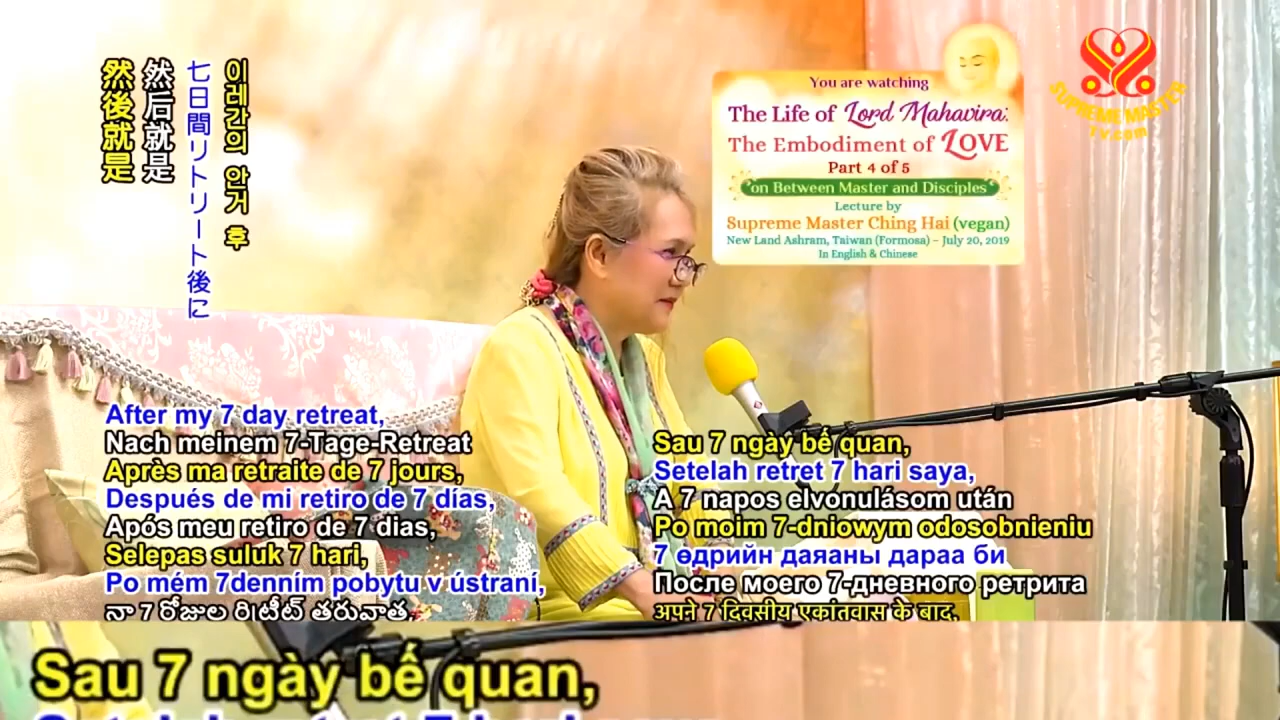 You are watching
The Life of Lord Mahavira:
The Embodiment of LOVE
Part 4 of 5
on Between Master and Disciples
Lecture by
Supreme Master Ching Hai (vegan)
New Land Ashram, Taiwan (Formosa) – July 20, 2019
In English & Chinese
SUPREME MASTER
TV.com
이레간의 안거 후
七日間リトリート後に
然后就是
然後就是
After my 7 day retreat,
Nach meinem 7-Tage-Retreat
Après ma retraite de 7 jours,
Después de mi retiro de 7 días,
Após meu retiro de 7 dias,
Selepas suluk 7 hari,
Po mém 7denním pobytu v ústraní,
నా 7 రోజుల రిట్రీట్ తరువాత,
Sau 7 ngày bế quan,
Setelah retret 7 hari saya,
A 7 napos elvonulásom után
Po moim 7-dniowym odosobnieniu
7 өдрийн даяаны дараа би
После моего 7-дневного ретрита
अपने 7 दिवसीय एकांतवास के बाद,
Sau 7 ngày bế quan,